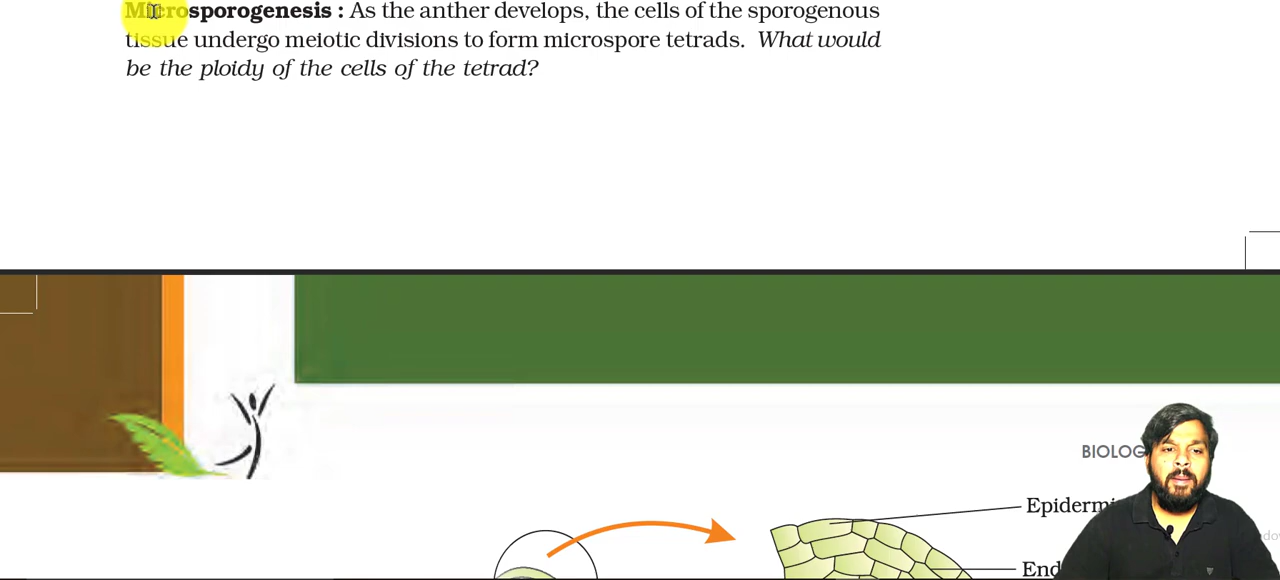 Microsporogenesis : As the anther develops, the cells of the sporogenous
tissue undergo meiotic divisions to form microspore tetrads. What would
be the ploidy of the cells of the tetrad?
BIOLOG
Epidermi
End